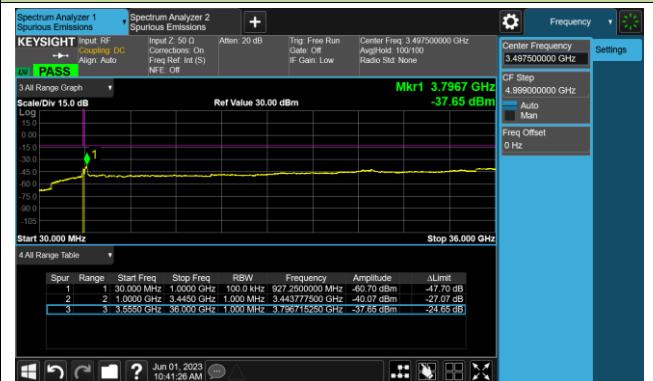 Spectrum Analyzer 1
Spurious Emissions
Spectrum Analyzer 2
Spurious Emissions
Frequency
KEYSIGHT
Input: RF
Coupling: DC
Align: Auto
Input Z: 50 Ω
Corrections: On
Freq Ref: Int (S)
NFE: Off
Atten: 20 dB
Trig: Free Run
Gate: Off
IF Gain: Low
Center Freq: 3.497500000 GHz
Avg|Hold: 100/100
Radio Std: None
PASS
Center Frequency
3.497500000 GHz
Settings
CF Step
4.999000000 GHz
Auto
Man
Freq Offset
0 Hz
3 All Range Graph
Mkr1 3.7967 GHz
-37.65 dBm
Scale/Div 15.0 dB
Ref Value 30.00 dBm
Log
15.0
0.00
-15.0
-30.0
-45.0
-60.0
-75.0
-90.0
-105
1
Start 30.000 MHz
Stop 36.000 GHz
4 All Range Table
Spur Range Start Freq Stop Freq RBW Frequency Amplitude ΔLimit
1 1 30.000 MHz 1.0000 GHz 100.0 kHz 927.2500000 MHz -60.70 dBm -47.70 dB
2 2 1.0000 GHz 3.4450 GHz 1.000 MHz 3.443777500 GHz -40.07 dBm -27.07 dB
3 3 3.5550 GHz 36.000 GHz 1.000 MHz 3.796715250 GHz -37.65 dBm -24.65 dB
Jun 01, 2023
10:41:26 AM